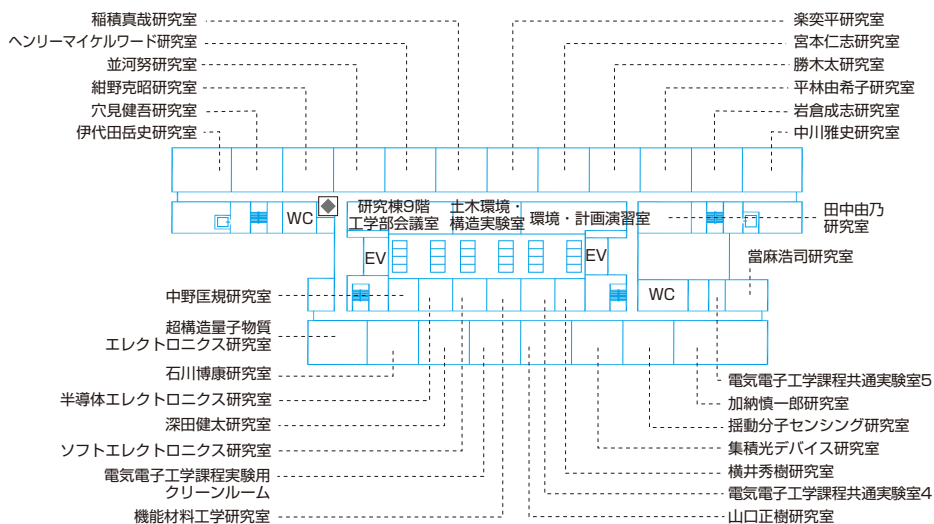 稲積真哉研究室
ヘンリーマイケルワード研究室
並河努研究室
紺野克昭研究室
穴見健吾研究室
伊代田岳史研究室
楽奕平研究室
宮本仁志研究室
勝木太研究室
平林由希子研究室
岩倉成志研究室
中川雅史研究室
WC
研究棟9階
工学部会議室
土木環境・
構造実験室
環境・計画演習室
田中由乃
研究室
EV
EV
當麻浩司研究室
WC
中野匡規研究室
超構造量子物質
エレクトロニクス研究室
石川博康研究室
半導体エレクトロニクス研究室
深田健太研究室
ソフトエレクトロニクス研究室
電気電子工学課程実験用
クリーンルーム
機能材料工学研究室
電気電子工学課程共通実験室5
加納慎一郎研究室
揺動分子センシング研究室
集積光デバイス研究室
横井秀樹研究室
電気電子工学課程共通実験室4
山口正樹研究室